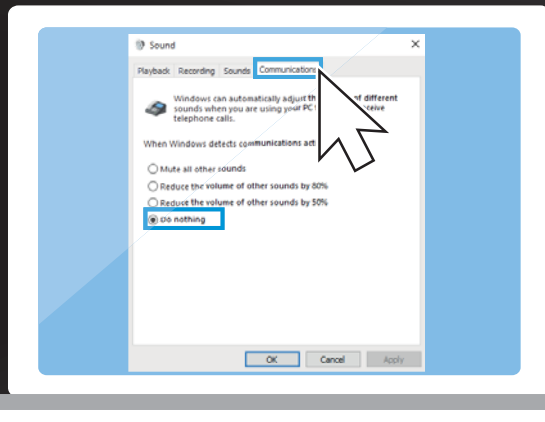 Sound
Playback Recording Sounds Communications
Windows can automatically adjust th of different
sounds when you are using your PC eceive
telephone calls.
When Windows detects communications act
Mute all other sounds
Reduce the volume of other sounds by 80%
Reduce the volume of other sounds by 50%
Do nothing
OK Cancel Apply